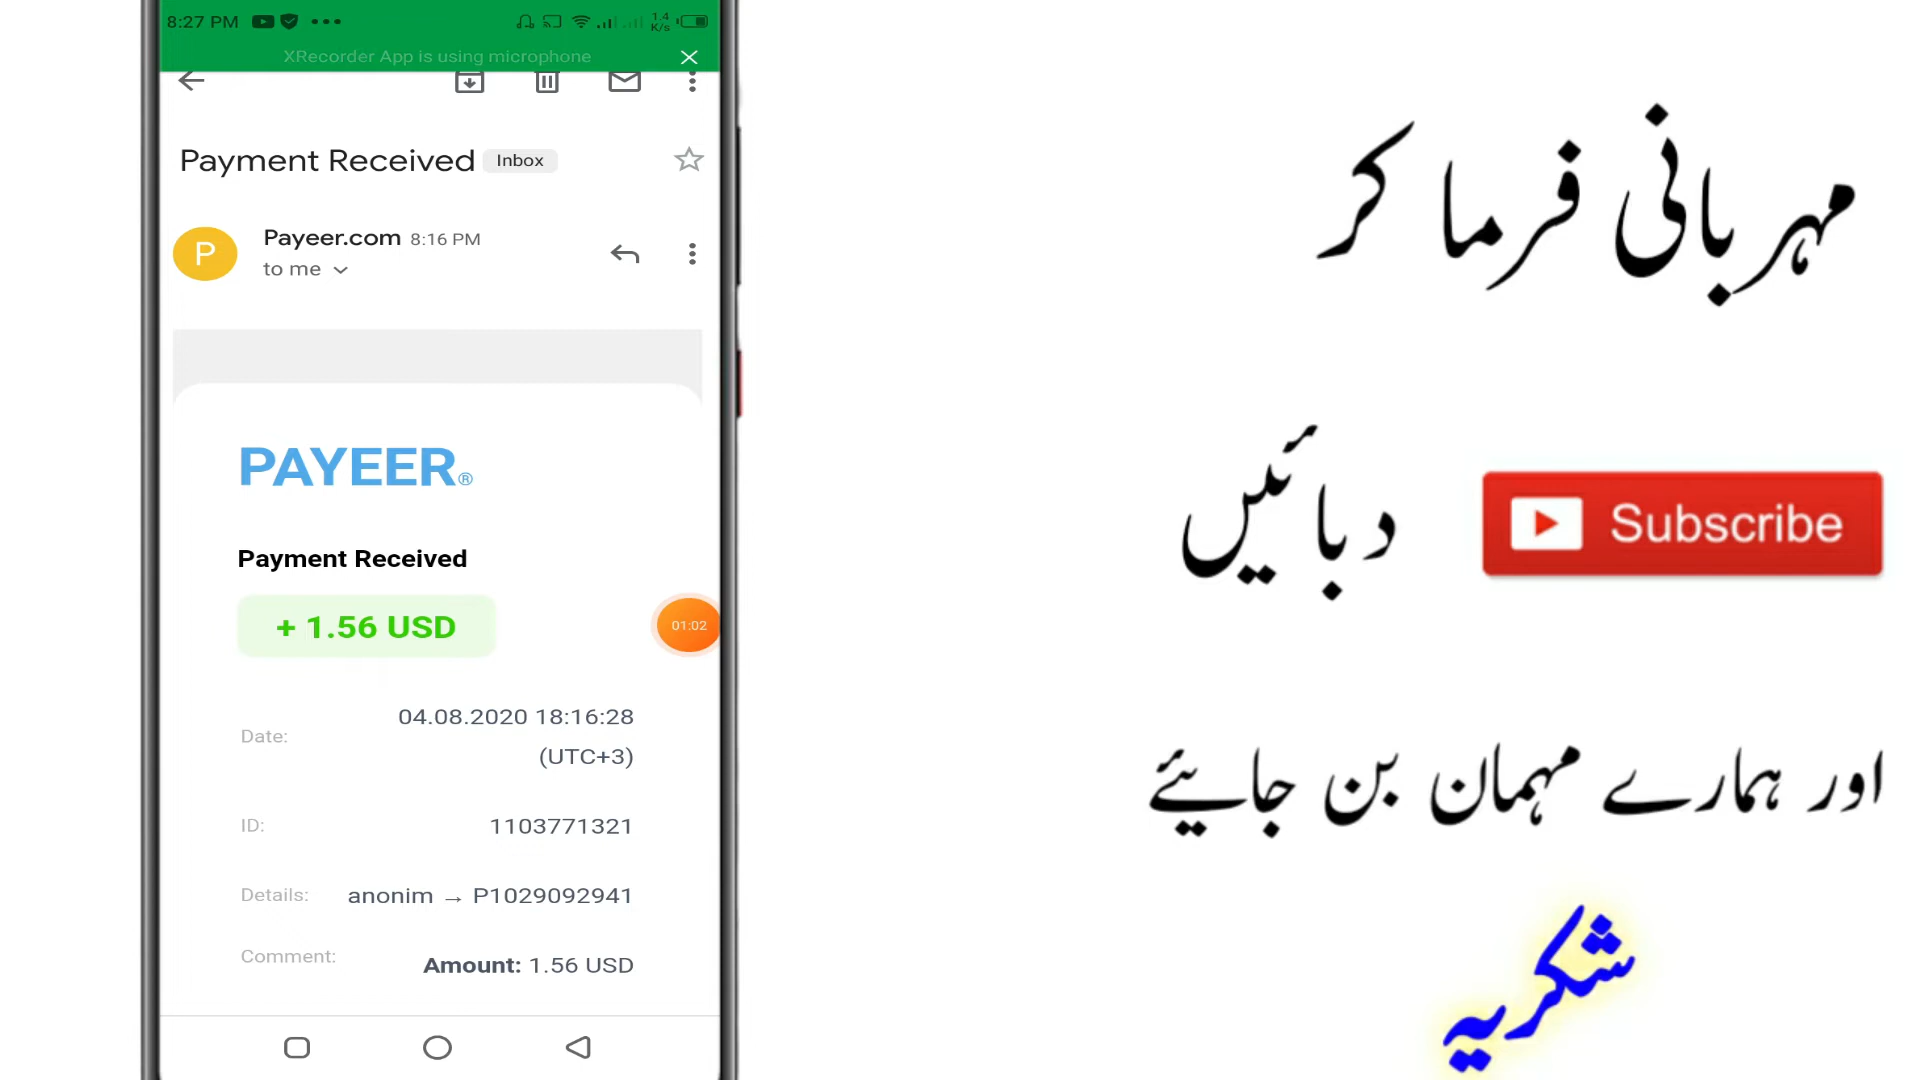 8:27 PM
1.4 K/s
XRecorder App is using microphone
Payment Received Inbox
P
Payeer.com 8:16 PM
to me
PAYEER®
Payment Received
+ 1.56 USD
01:02
Date: 04.08.2020 18:16:28 (UTC+3)
ID: 1103771321
Details: anonim → P1029092941
Comment: Amount: 1.56 USD
مہربانی فرما کر
Subscribe دبائیں
اور ہمارے مہمان بن جایئے
شکریہ